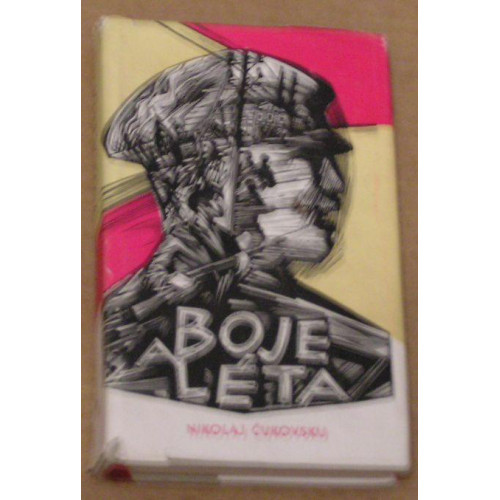 BOJE
A LÉTA
NIKOLAJ ČUKOVSKIJ